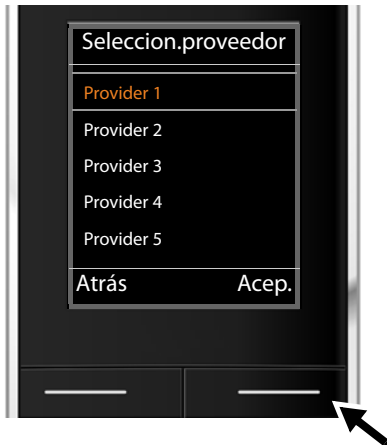 Seleccion.proveedor
Provider 1
Provider 2
Provider 3
Provider 4
Provider 5
Atrás Acep.